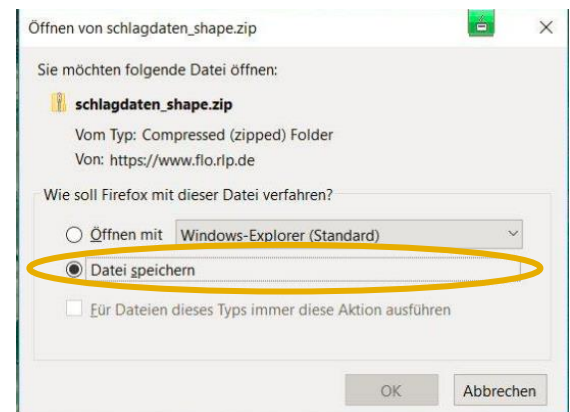 Öffnen von schlagdaten_shape.zip
Sie möchten folgende Datei öffnen:
schlagdaten_shape.zip
Vom Typ: Compressed (zipped) Folder
Von: https://www.flo.rlp.de
Wie soll Firefox mit dieser Datei verfahren?
Öffnen mit Windows-Explorer (Standard)
Datei speichern
Für Dateien dieses Typs immer diese Aktion ausführen
OK Abbrechen